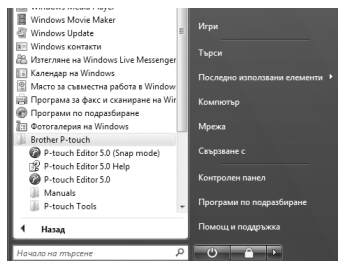 Windows Media Player
Windows Movie Maker
Windows Update
Windows контакти
Изтегляне на Windows Live Messenger
Календар на Windows
Място за съвместна работа в Window
Програма за факс и сканиране на Wir
Програми по подразбиране
Фотогалерия на Windows
Brother P-touch
P-touch Editor 5.0 (Snap mode)
P-touch Editor 5.0 Help
P-touch Editor 5.0
Manuals
P-touch Tools
Назад
Начало на търсене
Игри
Търси
Последно използвани елементи
Компютър
Мрежа
Свързване с
Контролен панел
Програми по подразбиране
Помощ и поддръжка